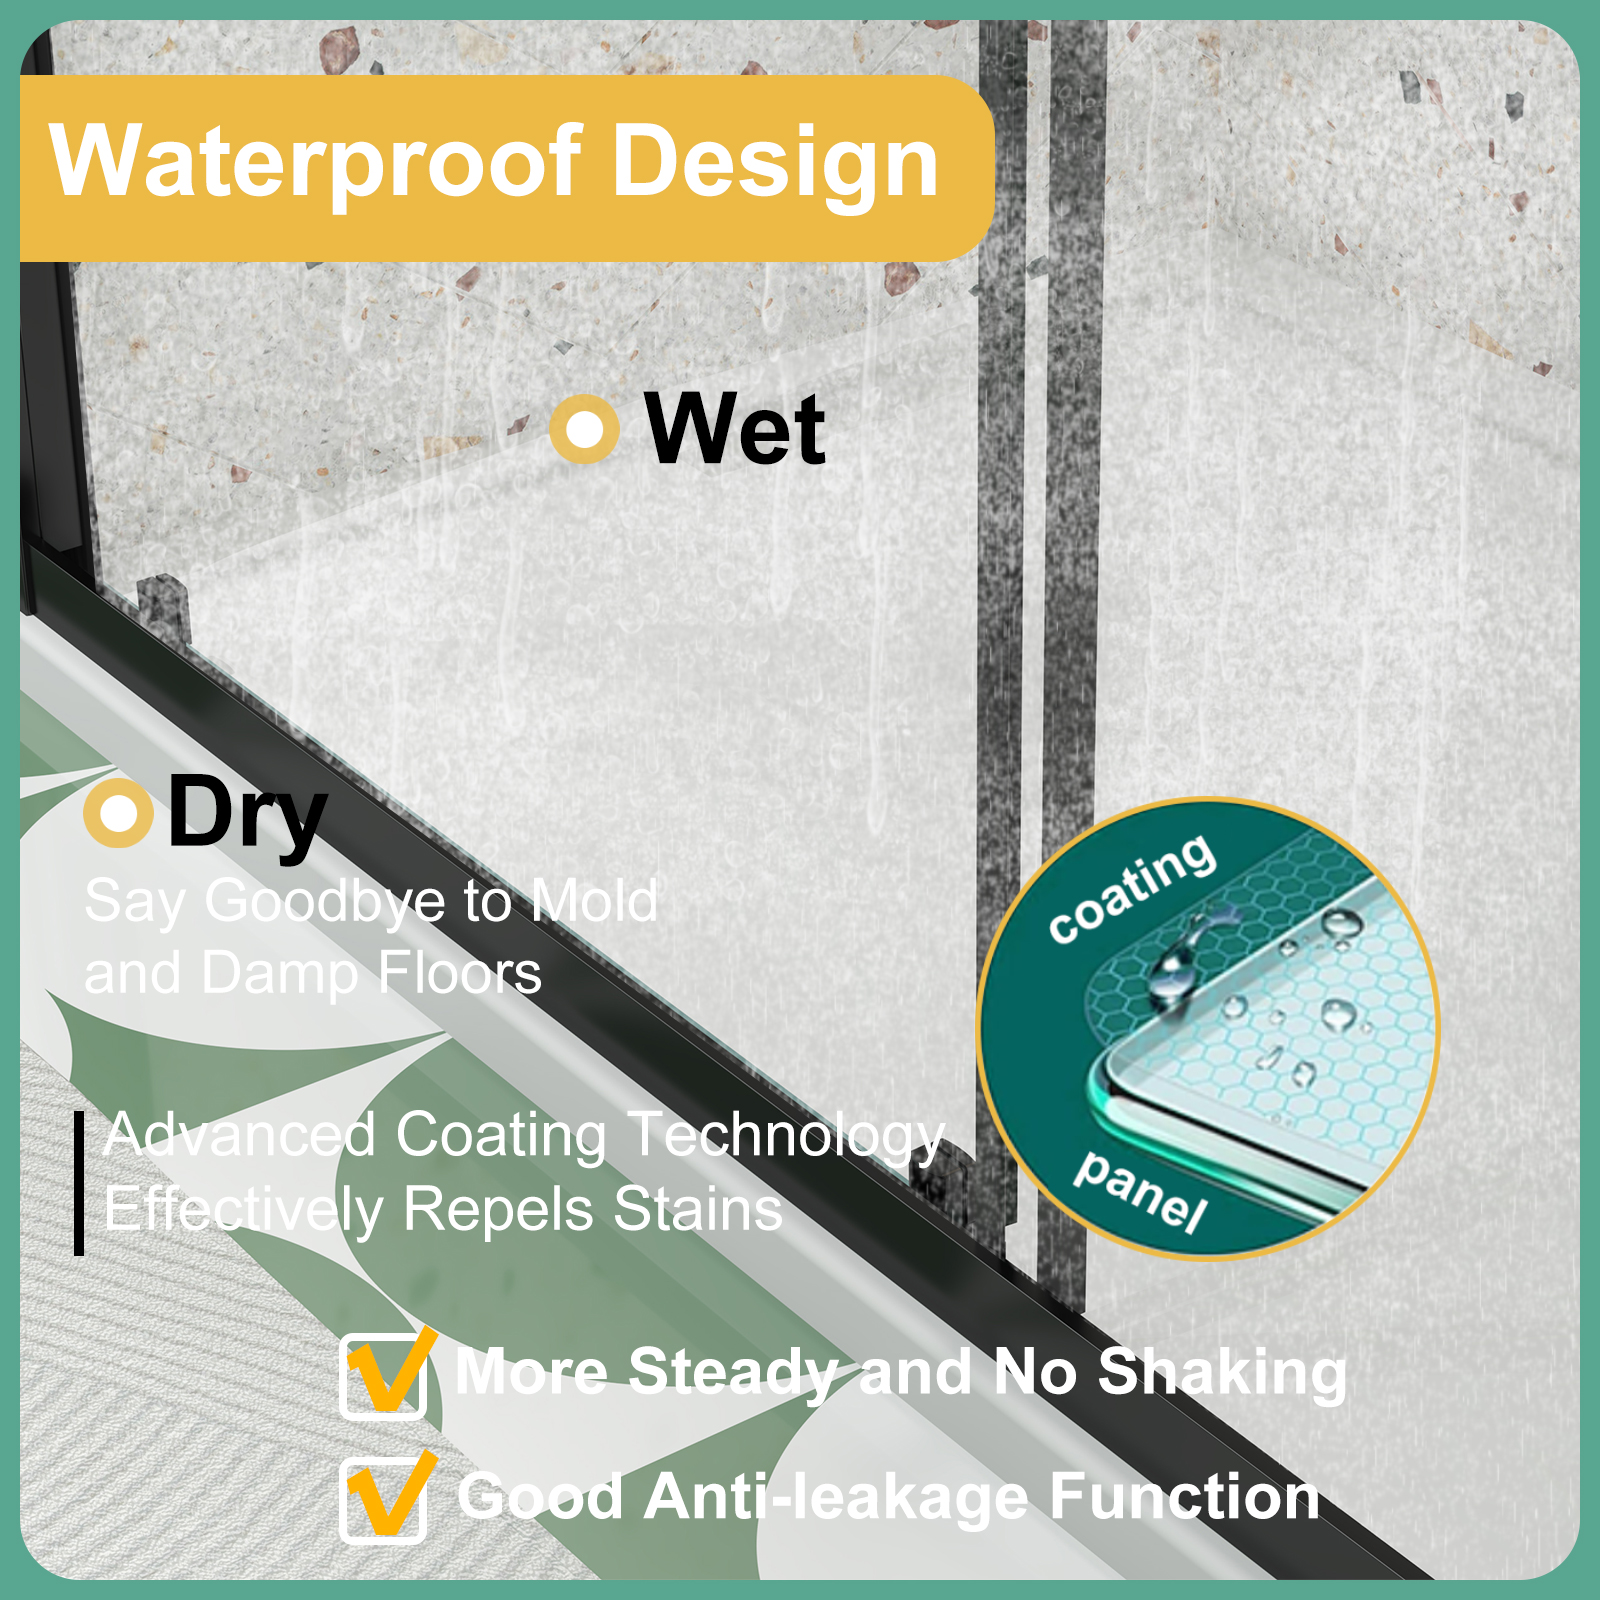 Waterproof Design
Wet
Dry
Say Goodbye to Mold
and Damp Floors
coating
panel
Advanced Coating Technology
Effectively Repels Stains
More Steady and No Shaking
Good Anti-leakage Function